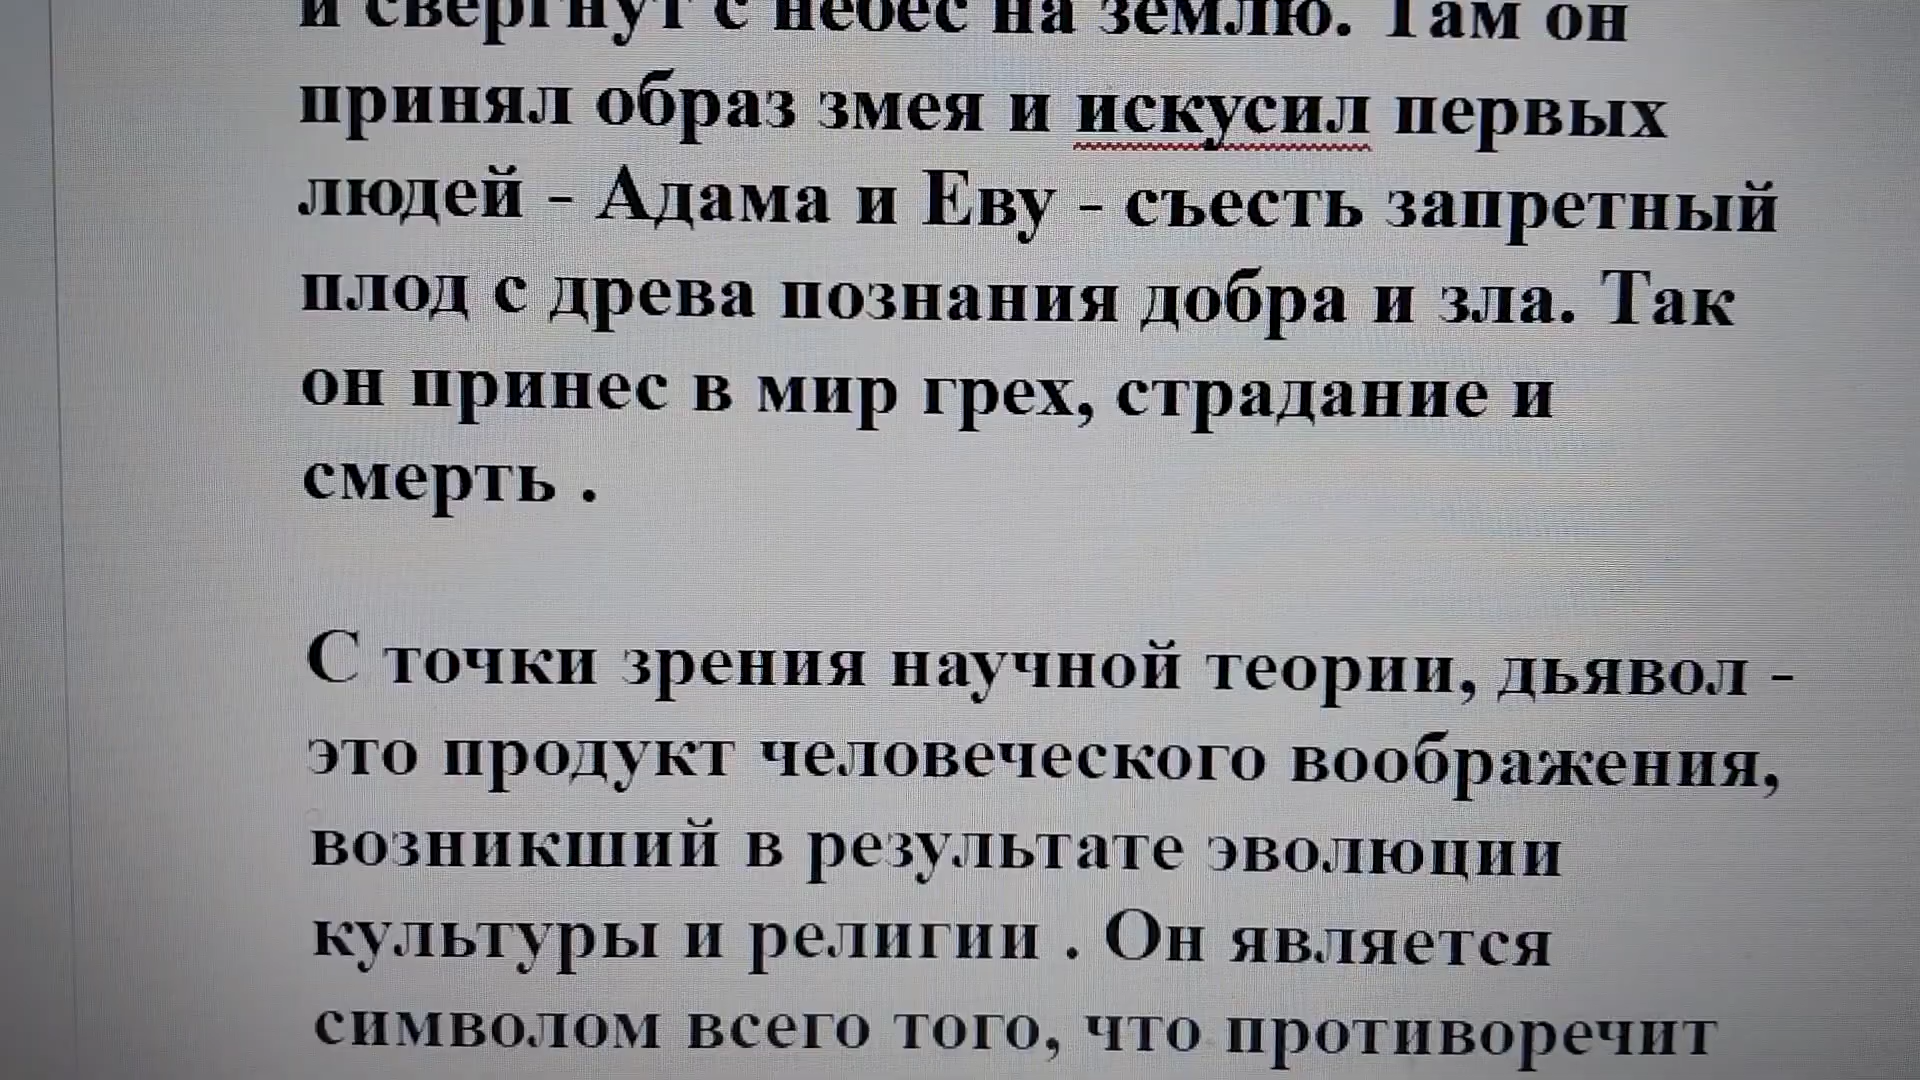 и свергнут с небес на землю. Там он
принял образ змея и искусил первых
людей - Адама и Еву - съесть запретный
плод с древа познания добра и зла. Так
он принес в мир грех, страдание и
смерть .
С точки зрения научной теории, дьявол -
это продукт человеческого воображения,
возникший в результате эволюции
культуры и религии . Он является
символом всего того, что противоречит